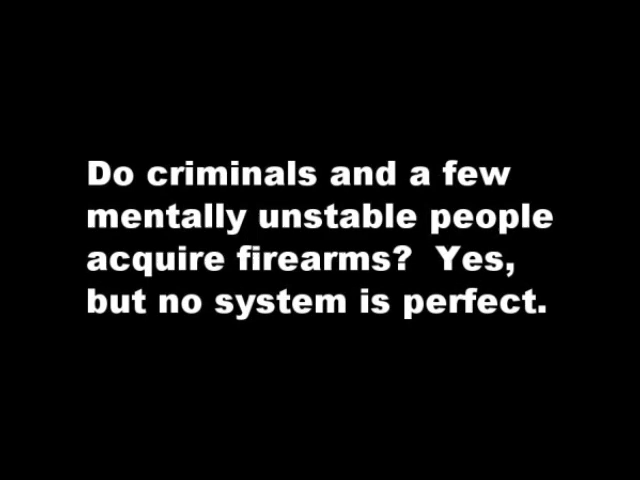 Do criminals and a few
mentally unstable people
acquire firearms?  Yes,
but no system is perfect.